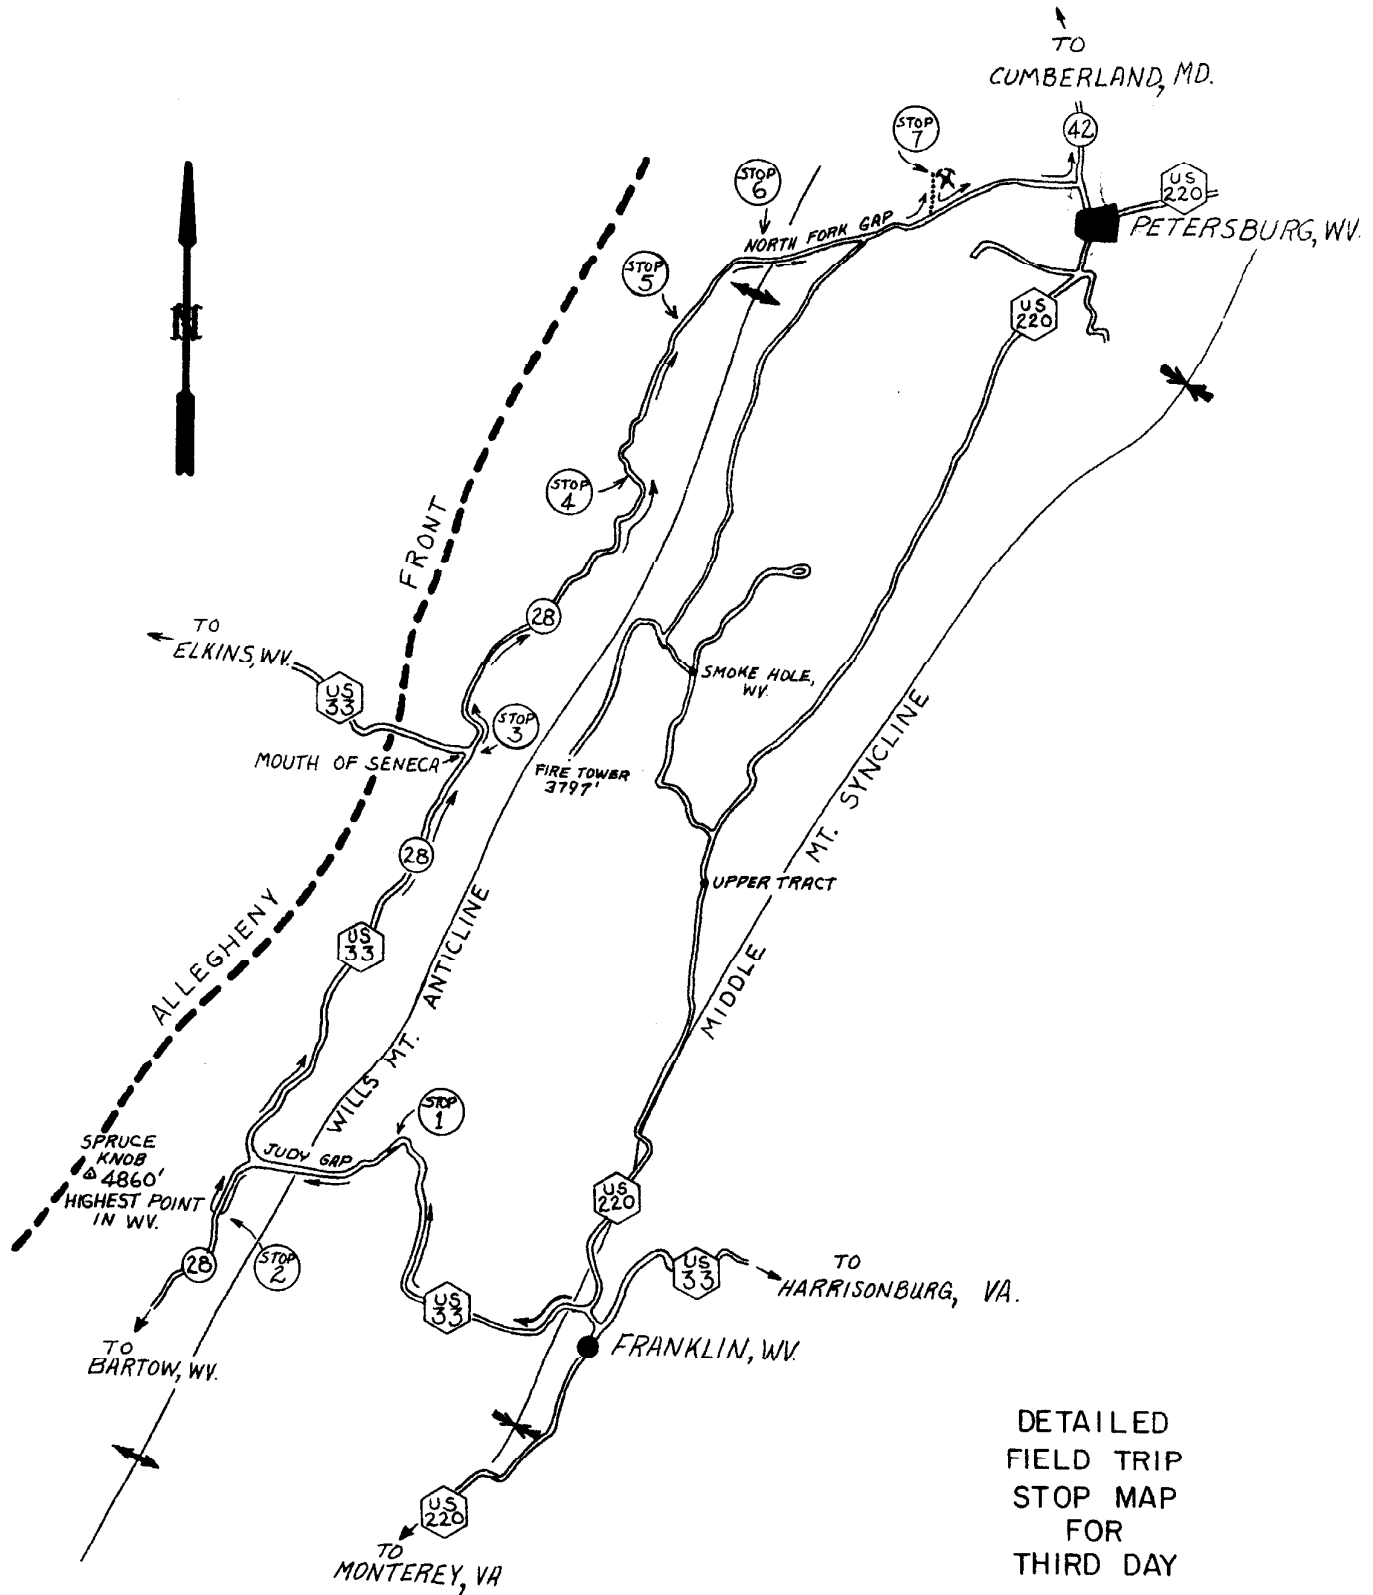 TO
CUMBERLAND, MD.
42
STOP
7
STOP
6
US
220
PETERSBURG, WV.
NORTH FORK GAP
STOP
5
US
220
N
STOP
4
FRONT
28
TO
ELKINS, WV.
US
33
SMOKE HOLE,
WV.
STOP
3
MOUTH OF SENECA
FIRE TOWER
3797'
MIDDLE MT. SYNCLINE
28
UPPER TRACT
ALLEGHENY
US
33
WILLS MT. ANTICLINE
STOP
1
SPRUCE
KNOB
4860'
HIGHEST POINT
IN WV.
JUDY GAP
US
220
28
STOP
2
US
33
TO
HARRISONBURG, VA.
US
33
FRANKLIN, WV.
TO
BARTOW, WV.
US
220
TO
MONTEREY, VA
DETAILED
FIELD TRIP
STOP MAP
FOR
THIRD DAY